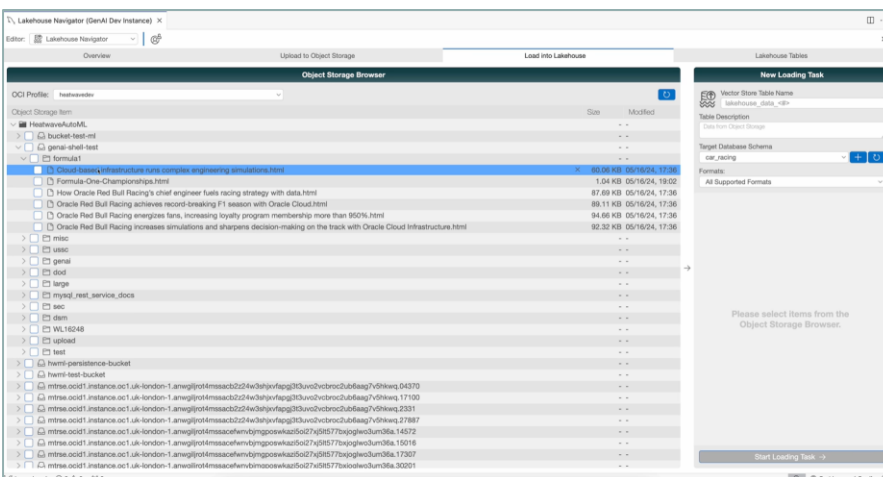 Lakehouse Navigator (GenAI Dev Instance) ×
Editor: Lakehouse Navigator
Overview Upload to Object Storage Load into Lakehouse Lakehouse Tables
Object Storage Browser New Loading Task
OCI Profile: heatwavedev
Vector Store Table Name
lakehouse_data_<#>
Object Storage Item Size Modified
Table Description
Data from Object Storage
HeatwaveAutoML - -
bucket-test-ml - -
genai-shell-test - -
Target Database Schema
car_racing
formula1 - -
Cloud-based infrastructure runs complex engineering simulations.html × 60.06 KB 05/16/24, 17:36
Formats:
All Supported Formats
Formula-One-Championships.html 1.04 KB 05/16/24, 19:02
How Oracle Red Bull Racing's chief engineer fuels racing strategy with data.html 87.69 KB 05/16/24, 17:36
Oracle Red Bull Racing achieves record-breaking F1 season with Oracle Cloud.html 89.11 KB 05/16/24, 17:36
Oracle Red Bull Racing energizes fans, increasing loyalty program membership more than 950%.html 94.66 KB 05/16/24, 17:36
Oracle Red Bull Racing increases simulations and sharpens decision-making on the track with Oracle Cloud Infrastructure.html 92.32 KB 05/16/24, 17:36
misc - -
ussc - -
genai - -
dod - -
large - -
mysql_rest_service_docs - -
sec - -
dsm - -
WL16248 - -
upload - -
test - -
Please select items from the
Object Storage Browser.
hwml-persistence-bucket - -
hwml-test-bucket - -
Start Loading Task →